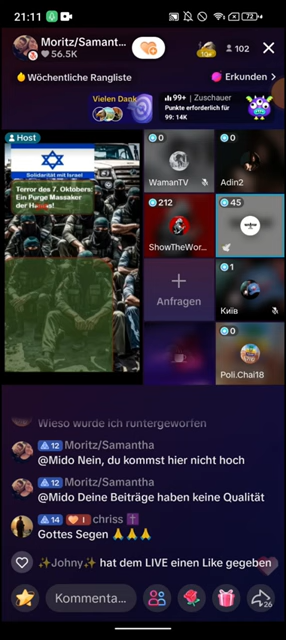 21:11
72
Moritz/Samant...
56.5K
102
Wöchentliche Rangliste
Erkunden >
Vielen Dank
99+ | Zuschauer
Punkte erforderlich für
99: 14K
Host
Solidarität mit Israel
Terror des 7. Oktobers:
Ein Purge Massaker
der Hamas!
0
WamanTV
0
Adin2
212
ShowTheWor...
45
+
Anfragen
1
Київ
0
Poli.Chai18
Wieso wurde ich runtergeworfen
12 Moritz/Samantha
@Mido Nein, du kommst hier nicht hoch
12 Moritz/Samantha
@Mido Deine Beiträge haben keine Qualität
14 I chriss
Gottes Segen 🙏🙏🙏
✨Johny✨ hat dem LIVE einen Like gegeben
Kommenta...
26